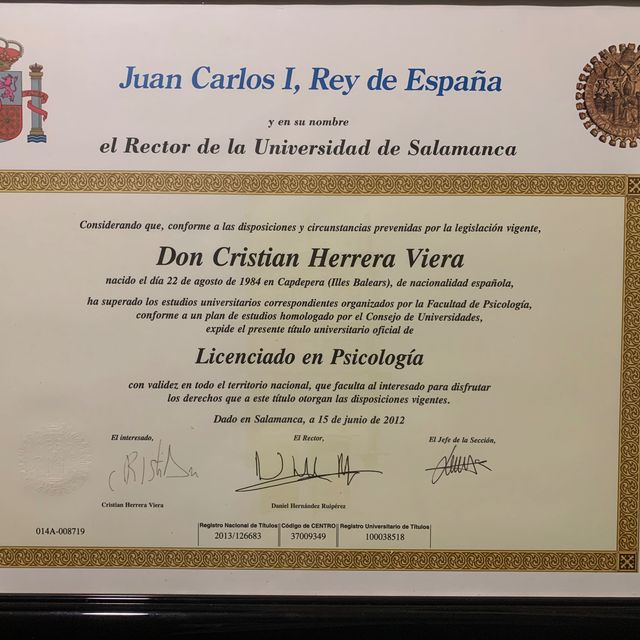 Juan Carlos I, Rey de España
y en su nombre
el Rector de la Universidad de Salamanca
Considerando que, conforme a las disposiciones y circunstancias prevenidas por la legislación vigente,
Don Cristian Herrera Viera
nacido el día 22 de agosto de 1984 en Capdepera (Illes Balears), de nacionalidad española,
ha superado los estudios universitarios correspondientes organizados por la Facultad de Psicología,
conforme a un plan de estudios homologado por el Consejo de Universidades,
expide el presente título universitario oficial de
Licenciado en Psicología
con validez en todo el territorio nacional, que faculta al interesado para disfrutar
los derechos que a este título otorgan las disposiciones vigentes.
Dado en Salamanca, a 15 de junio de 2012
El interesado, El Rector, El Jefe de la Sección,
Cristian Herrera Viera Daniel Hernández Ruipérez
014A-008719
Registro Nacional de Títulos Código de CENTRO Registro Universitario de Títulos
2013/126683 37009349 100038518